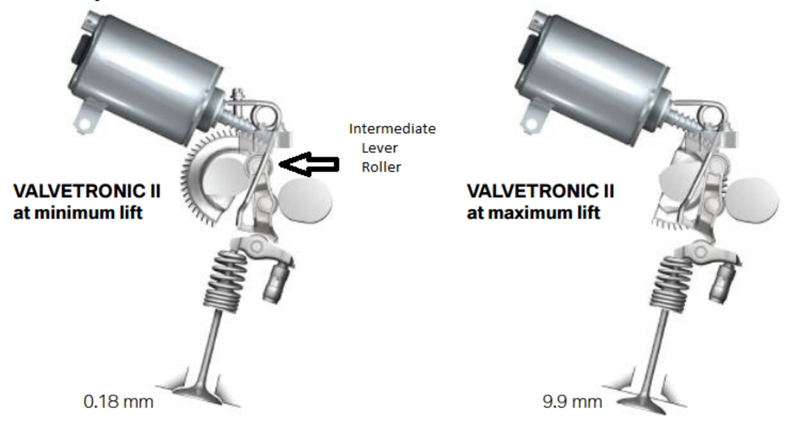 Intermediate
Lever
Roller
VALVETRONIC II
at minimum lift
0.18 mm
VALVETRONIC II
at maximum lift
9.9 mm